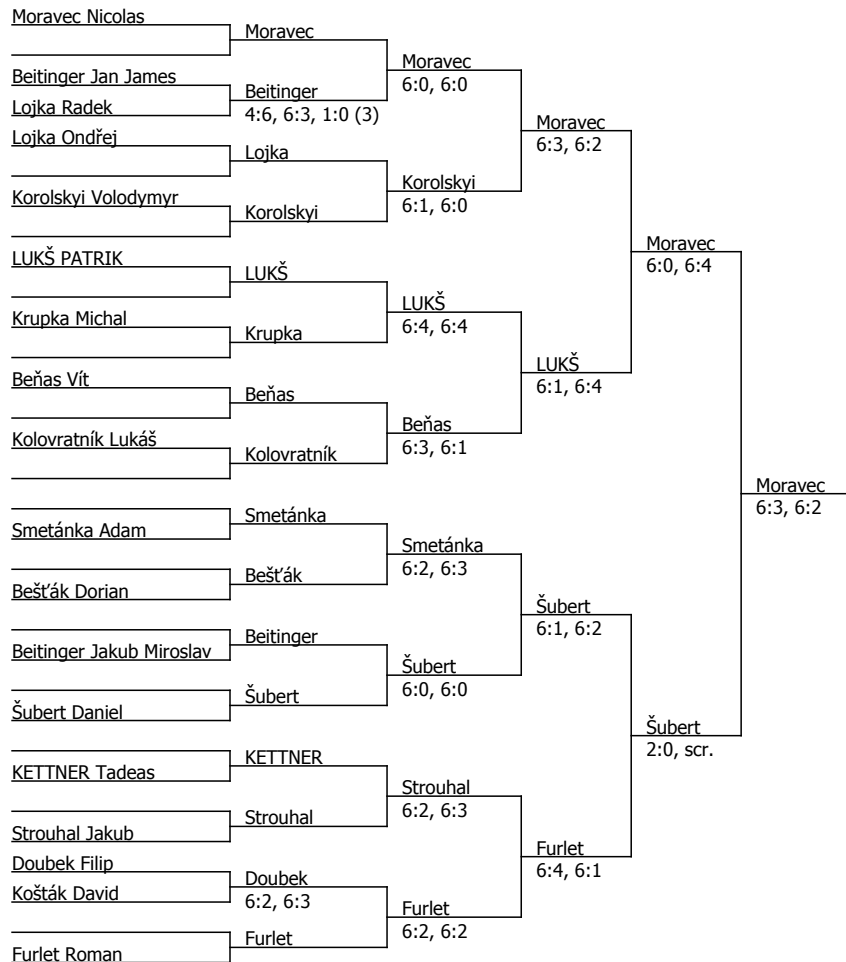 Moravec Nicolas
Beitinger Jan James
Lojka Radek
Lojka Ondřej
Korolskyi Volodymyr
LUKŠ PATRIK
Krupka Michal
Beňas Vít
Kolovratník Lukáš
Smetánka Adam
Bešťák Dorian
Beitinger Jakub Miroslav
Šubert Daniel
KETTNER Tadeas
Strouhal Jakub
Doubek Filip
Košťák David
Furlet Roman
Moravec
Beitinger
4:6, 6:3, 1:0 (3)
Lojka
Korolskyi
LUKŠ
Krupka
Beňas
Kolovratník
Smetánka
Bešťák
Beitinger
Šubert
KETTNER
Strouhal
Doubek
6:2, 6:3
Furlet
Moravec
6:0, 6:0
Korolskyi
6:1, 6:0
LUKŠ
6:4, 6:4
Beňas
6:3, 6:1
Smetánka
6:2, 6:3
Šubert
6:0, 6:0
Strouhal
6:2, 6:3
Furlet
6:2, 6:2
Moravec
6:3, 6:2
LUKŠ
6:1, 6:4
Šubert
6:1, 6:2
Furlet
6:4, 6:1
Moravec
6:0, 6:4
Šubert
2:0, scr.
Moravec
6:3, 6:2